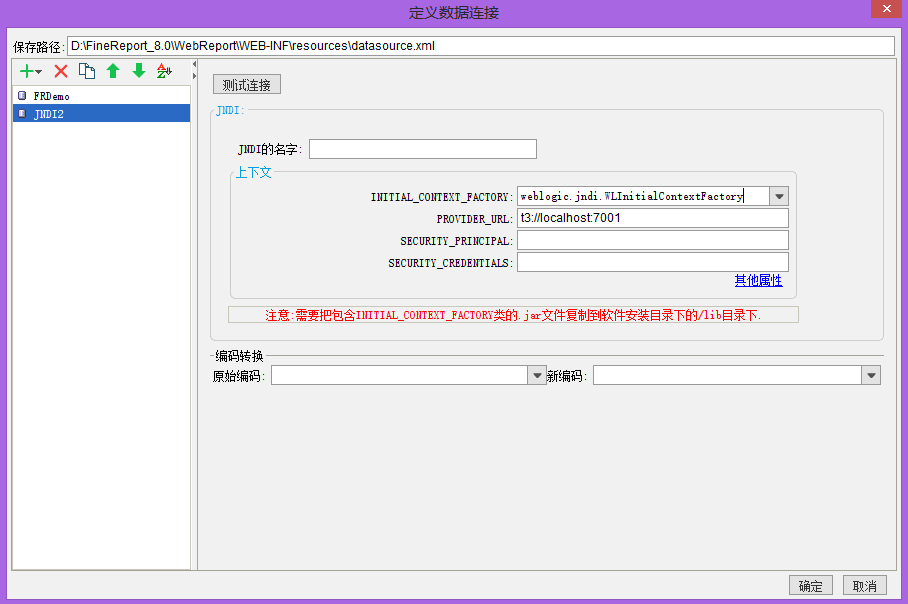 定义数据连接
保存路径: D:\FineReport_8.0\WebReport\WEB-INF\resources\datasource.xml
FRDemo
JNDI2
测试连接
JNDI:
JNDI的名字:
上下文
INITIAL_CONTEXT_FACTORY: weblogic.jndi.WLInitialContextFactory
PROVIDER_URL: t3://localhost:7001
SECURITY_PRINCIPAL:
SECURITY_CREDENTIALS:
其他属性
注意:需要把包含INITIAL_CONTEXT_FACTORY类的.jar文件复制到软件安装目录下的/lib目录下.
编码转换
原始编码: 新编码:
确定 取消